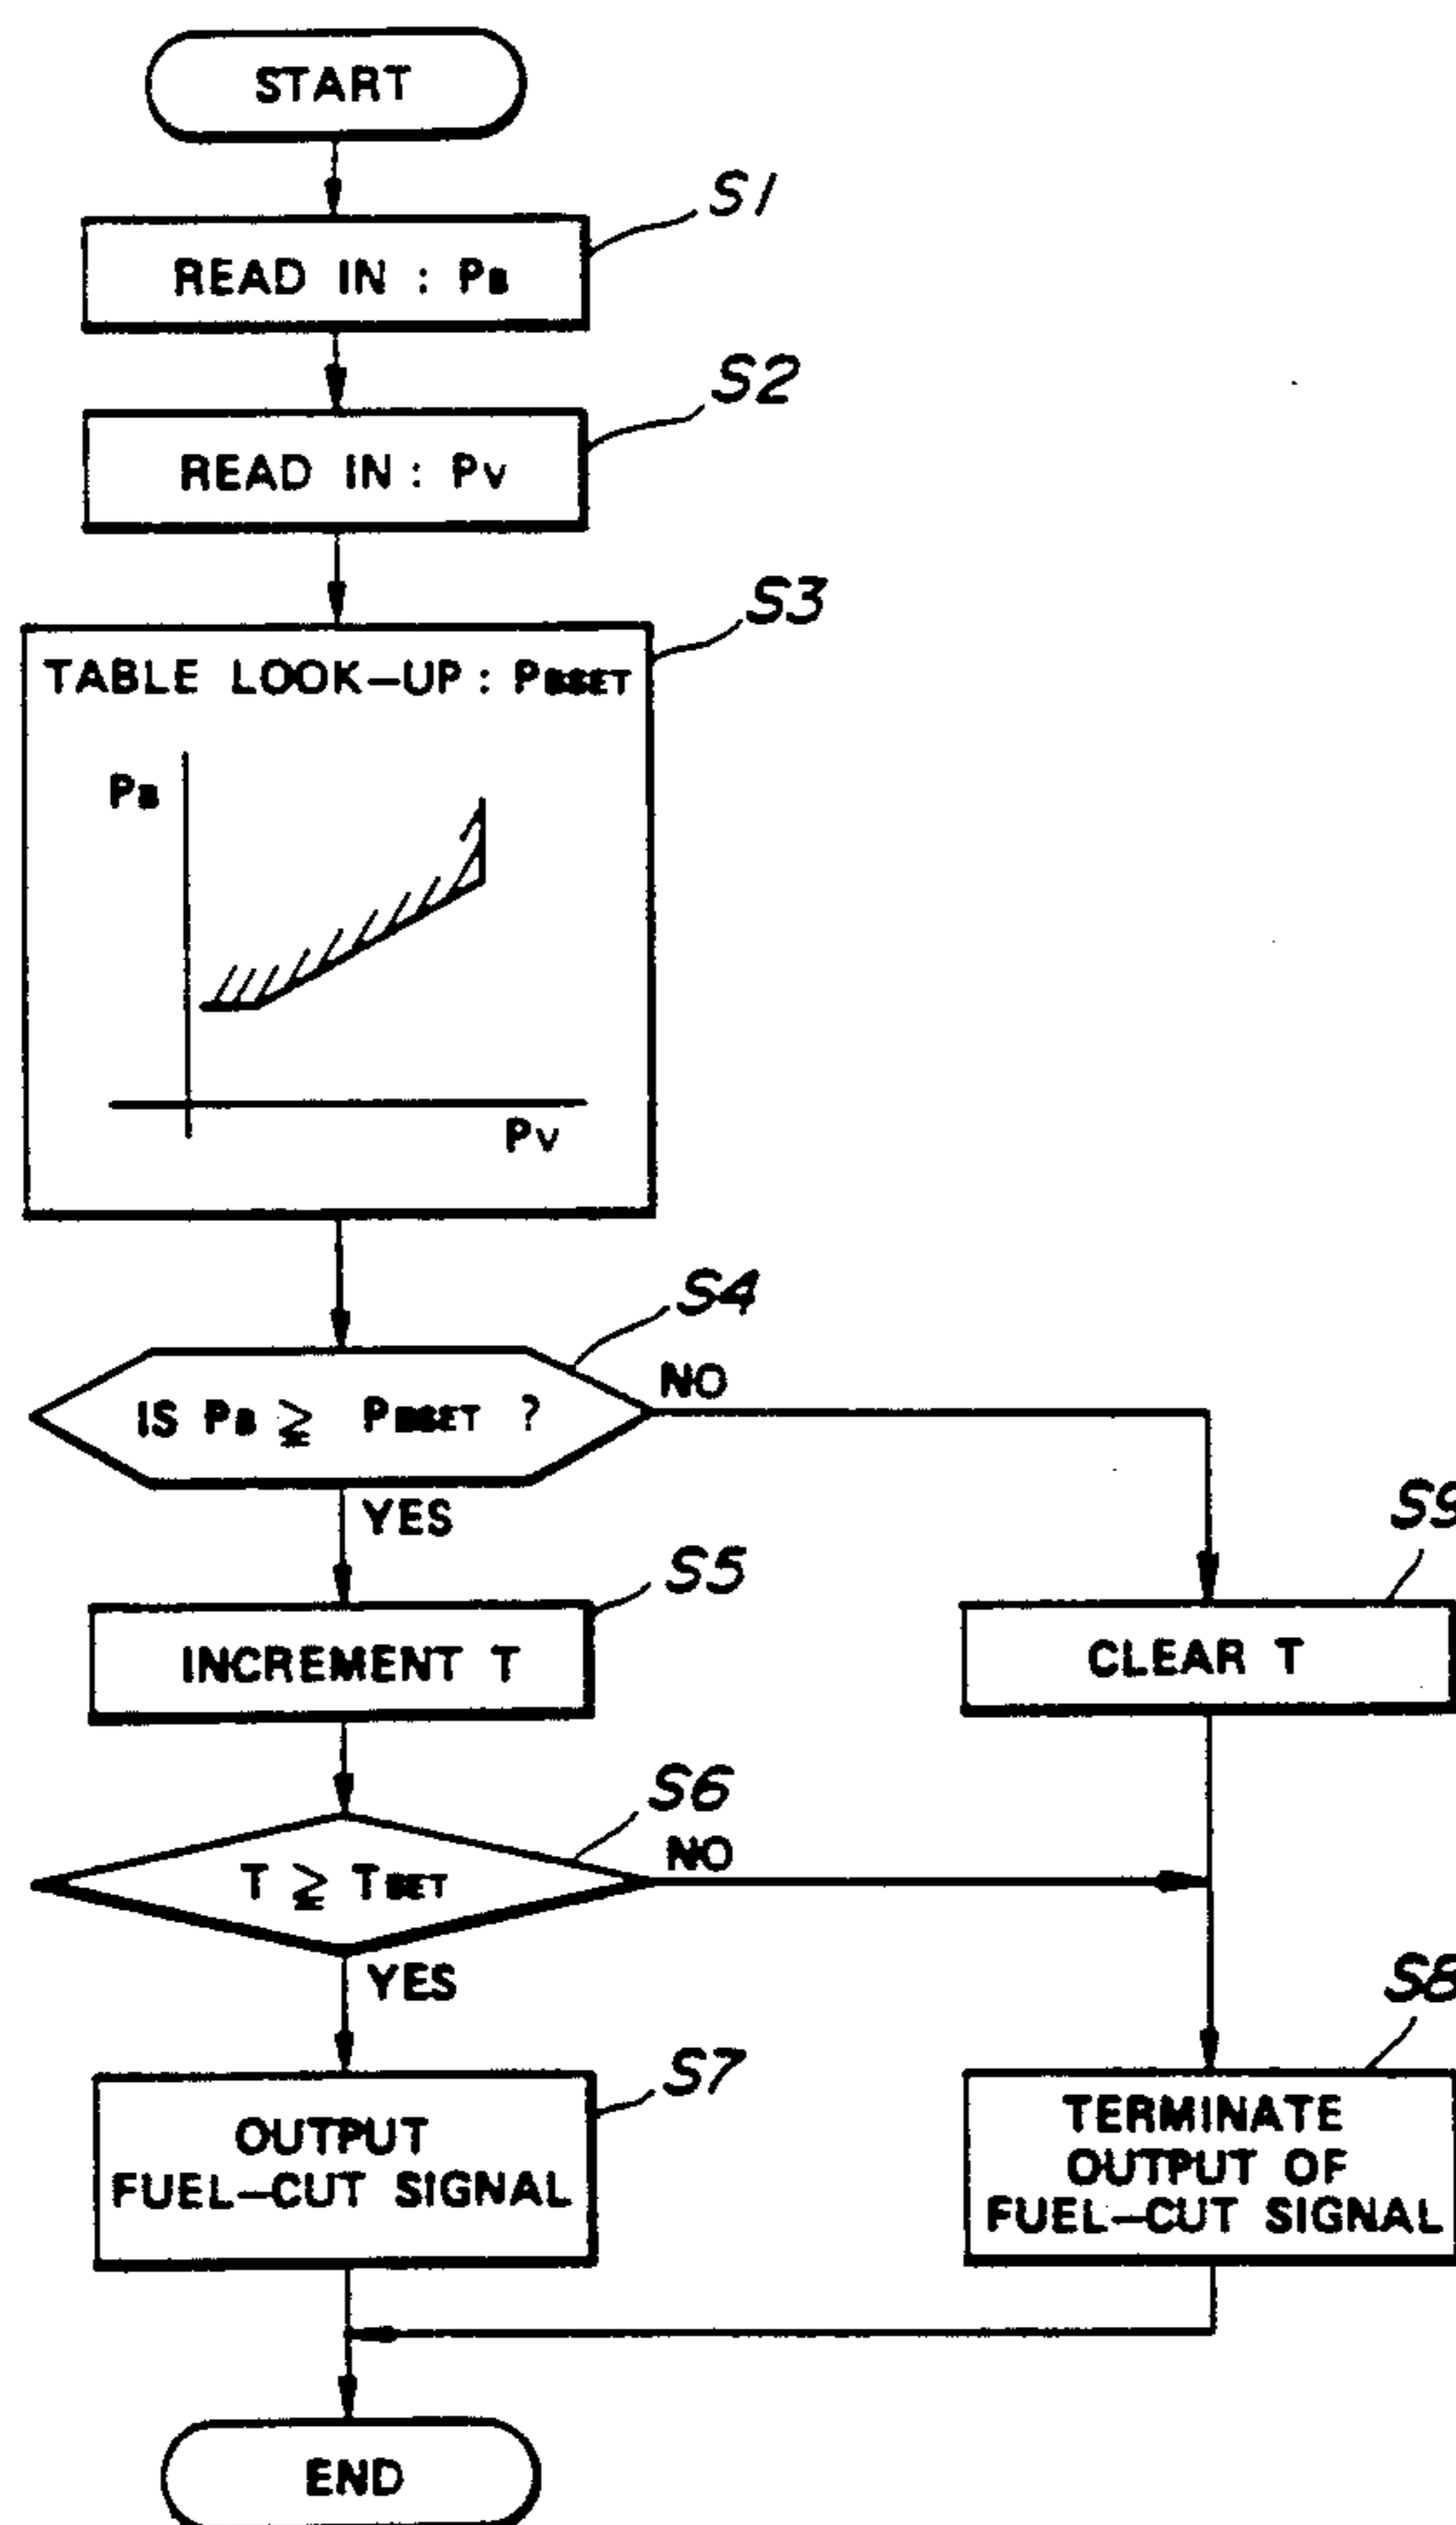 START
S1
READ IN : PB
S2
READ IN : PV
S3
TABLE LOOK-UP : PBSET
PB
PV
S4
IS PB ≧ PBSET ?
NO
YES
S5
INCREMENT T
S9
CLEAR T
S6
T ≧ TSET
NO
YES
S7
OUTPUT
FUEL-CUT SIGNAL
S8
TERMINATE
OUTPUT OF
FUEL-CUT SIGNAL
END